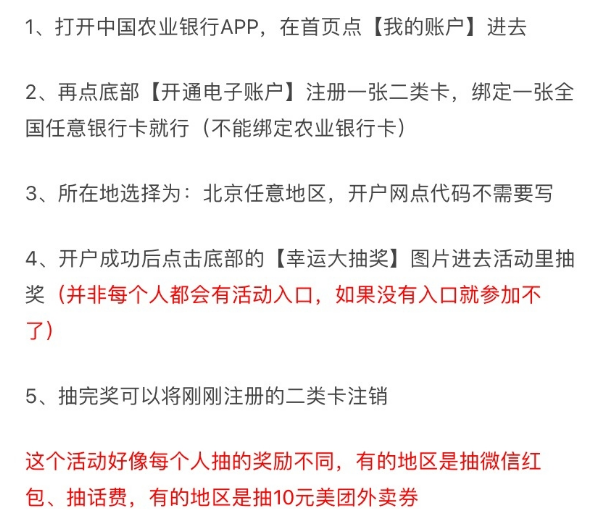 1、打开中国农业银行APP，在首页点【我的账户】进去
2、再点底部【开通电子账户】注册一张二类卡，绑定一张全
国任意银行卡就行（不能绑定农业银行卡）
3、所在地选择为：北京任意地区，开户网点代码不需要写
4、开户成功后点击底部的【幸运大抽奖】图片进去活动里抽
奖（并非每个人都会有活动入口，如果没有入口就参加不
了）
5、抽完奖可以将刚刚注册的二类卡注销
这个活动好像每个人抽的奖励不同，有的地区是抽微信红
包、抽话费，有的地区是抽10元美团外卖券